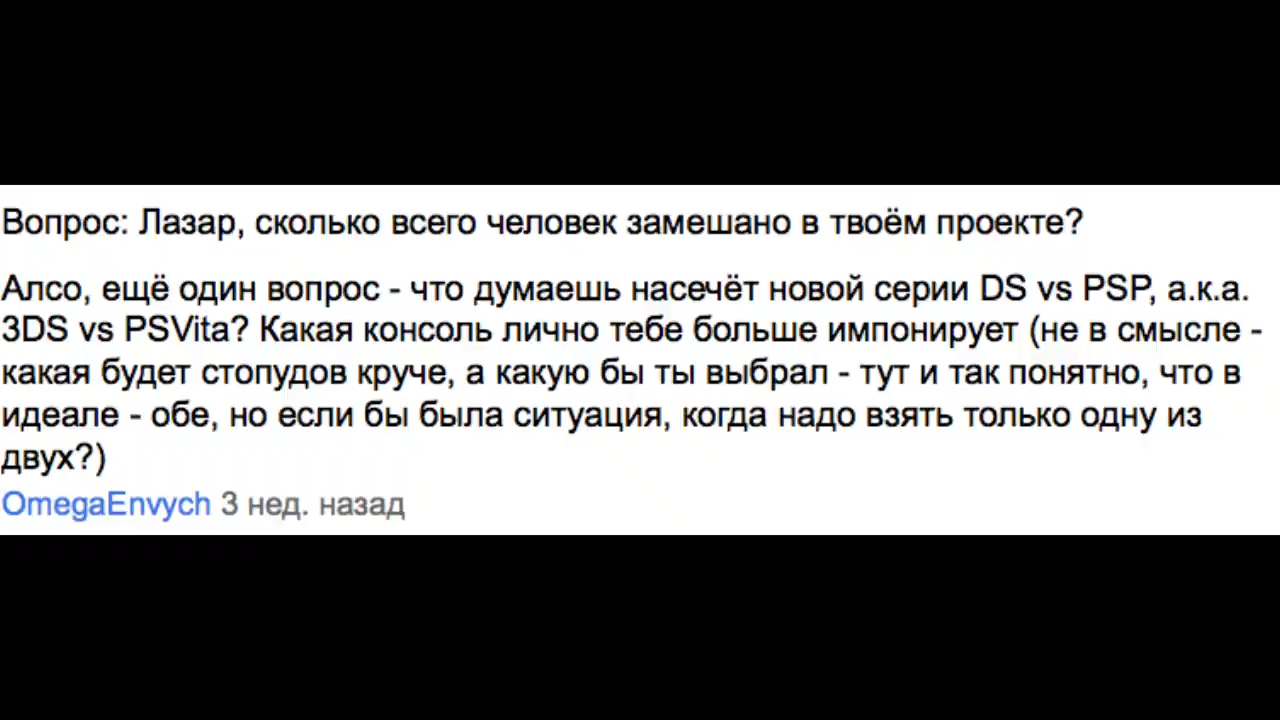 Вопрос: Лазар, сколько всего человек замешано в твоём проекте?
Алсо, ещё один вопрос - что думаешь насечёт новой серии DS vs PSP, a.к.a.
3DS vs PSVita? Какая консоль лично тебе больше импонирует (не в смысле -
какая будет стопудов круче, а какую бы ты выбрал - тут и так понятно, что в
идеале - обе, но если бы была ситуация, когда надо взять только одну из
двух?)
OmegaEnvych 3 нед. назад